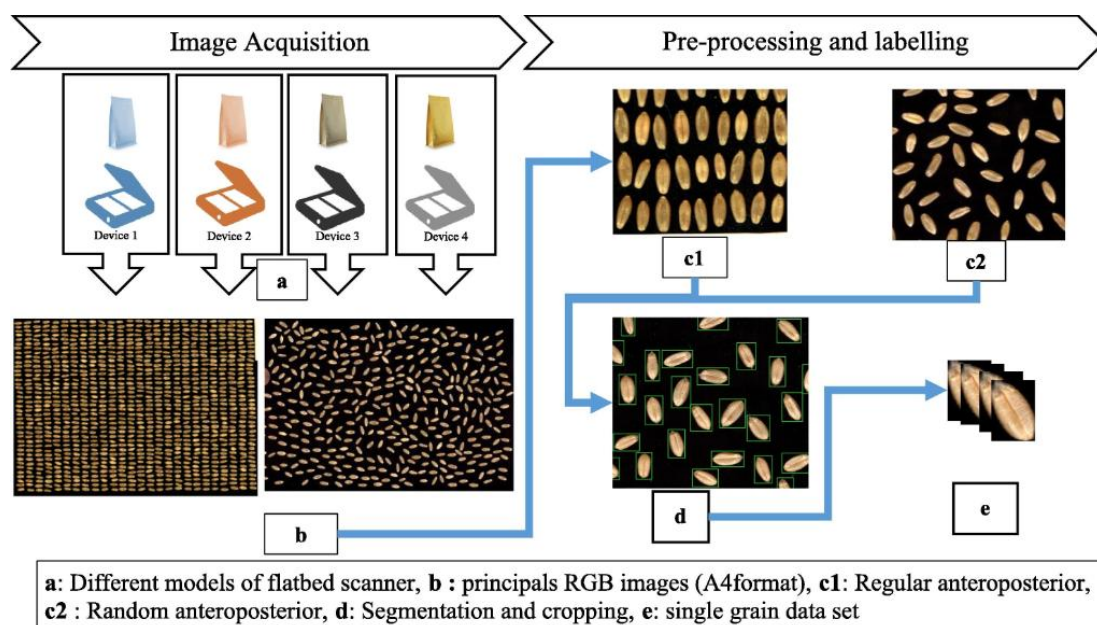 Image Acquisition
Pre-processing and labelling
Device 1
Device 2
Device 3
Device 4
a
c1
c2
b
d
e
a: Different models of flatbed scanner, b : principals RGB images (A4format), c1: Regular anteroposterior,
c2 : Random anteroposterior, d: Segmentation and cropping, e: single grain data set